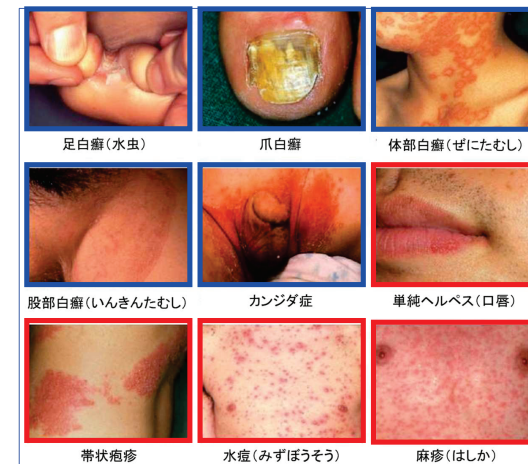 足白癬(水虫)
爪白癬
体部白癬(ぜにたむし)
股部白癬(いんきんたむし)
カンジダ症
単純ヘルペス(口唇)
帯状疱疹
水痘(みずぼうそう)
麻疹(はしか)